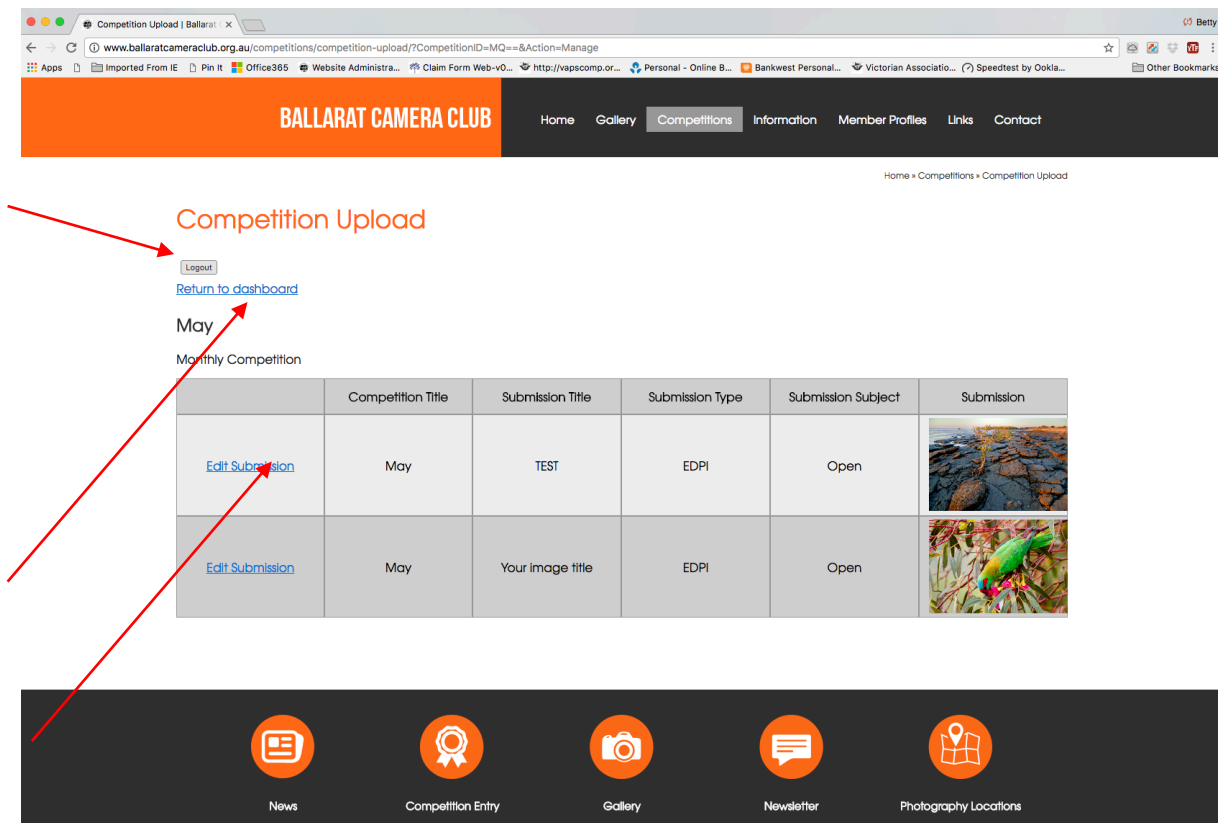 Competition Upload | Ballarat C
Betty
www.ballaratcameraclub.org.au/competitions/competition-upload/?CompetitionID=MQ==&Action=Manage
Apps Imported From IE Pin It Office365 Website Administra... Claim Form Web-v0... http://vapscomp.or... Personal - Online B... Bankwest Personal... Victorian Associatio... Speedtest by Ookla... Other Bookmarks
BALLARAT CAMERA CLUB
Home Gallery Competitions Information Member Profiles Links Contact
Home » Competitions » Competition Upload
Competition Upload
Logout
Return to dashboard
May
Monthly Competition
Competition Title Submission Title Submission Type Submission Subject Submission
Edit Submission May TEST EDPI Open
Edit Submission May Your image title EDPI Open
News Competition Entry Gallery Newsletter Photography Locations